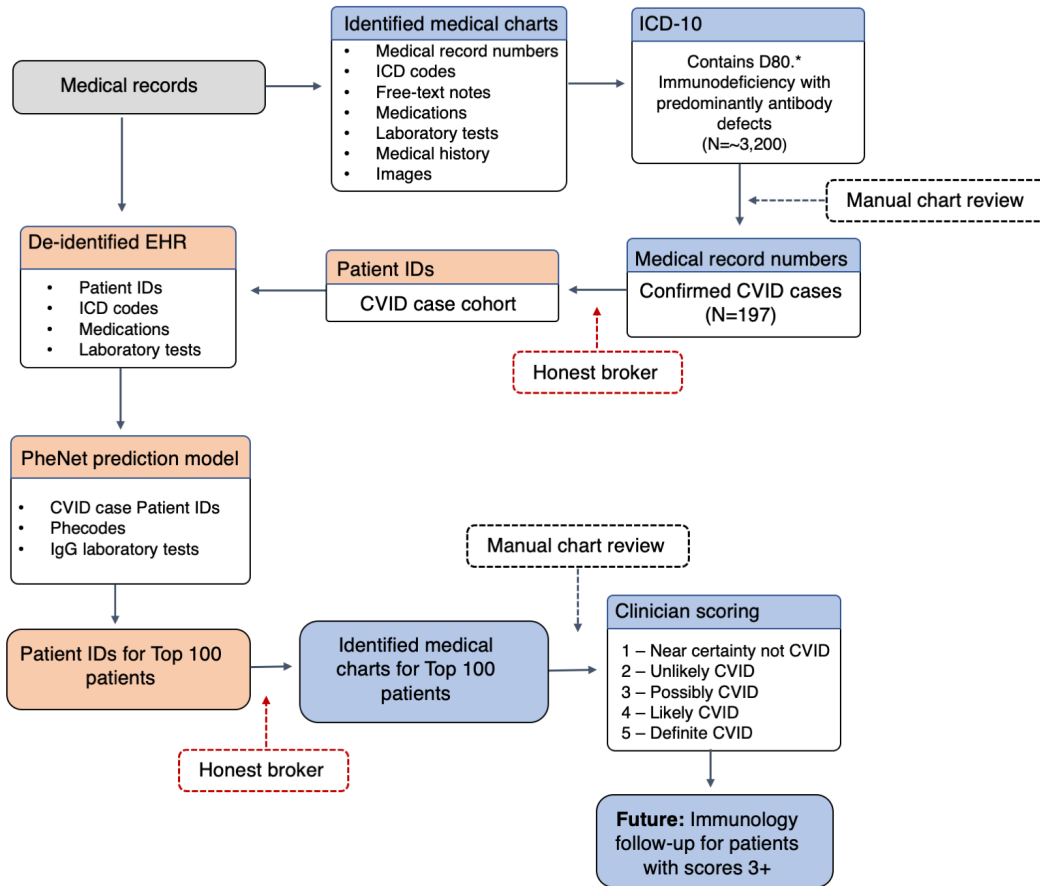 Medical records
Identified medical charts
• Medical record numbers
• ICD codes
• Free-text notes
• Medications
• Laboratory tests
• Medical history
• Images
ICD-10
Contains D80.*
Immunodeficiency with
predominantly antibody
defects
(N=~3,200)
Manual chart review
De-identified EHR
• Patient IDs
• ICD codes
• Medications
• Laboratory tests
Patient IDs
CVID case cohort
Medical record numbers
Confirmed CVID cases
(N=197)
Honest broker
PheNet prediction model
• CVID case Patient IDs
• Phecodes
• IgG laboratory tests
Manual chart review
Patient IDs for Top 100
patients
Identified medical
charts for Top 100
patients
Clinician scoring
1 – Near certainty not CVID
2 – Unlikely CVID
3 – Possibly CVID
4 – Likely CVID
5 – Definite CVID
Honest broker
Future: Immunology
follow-up for patients
with scores 3+